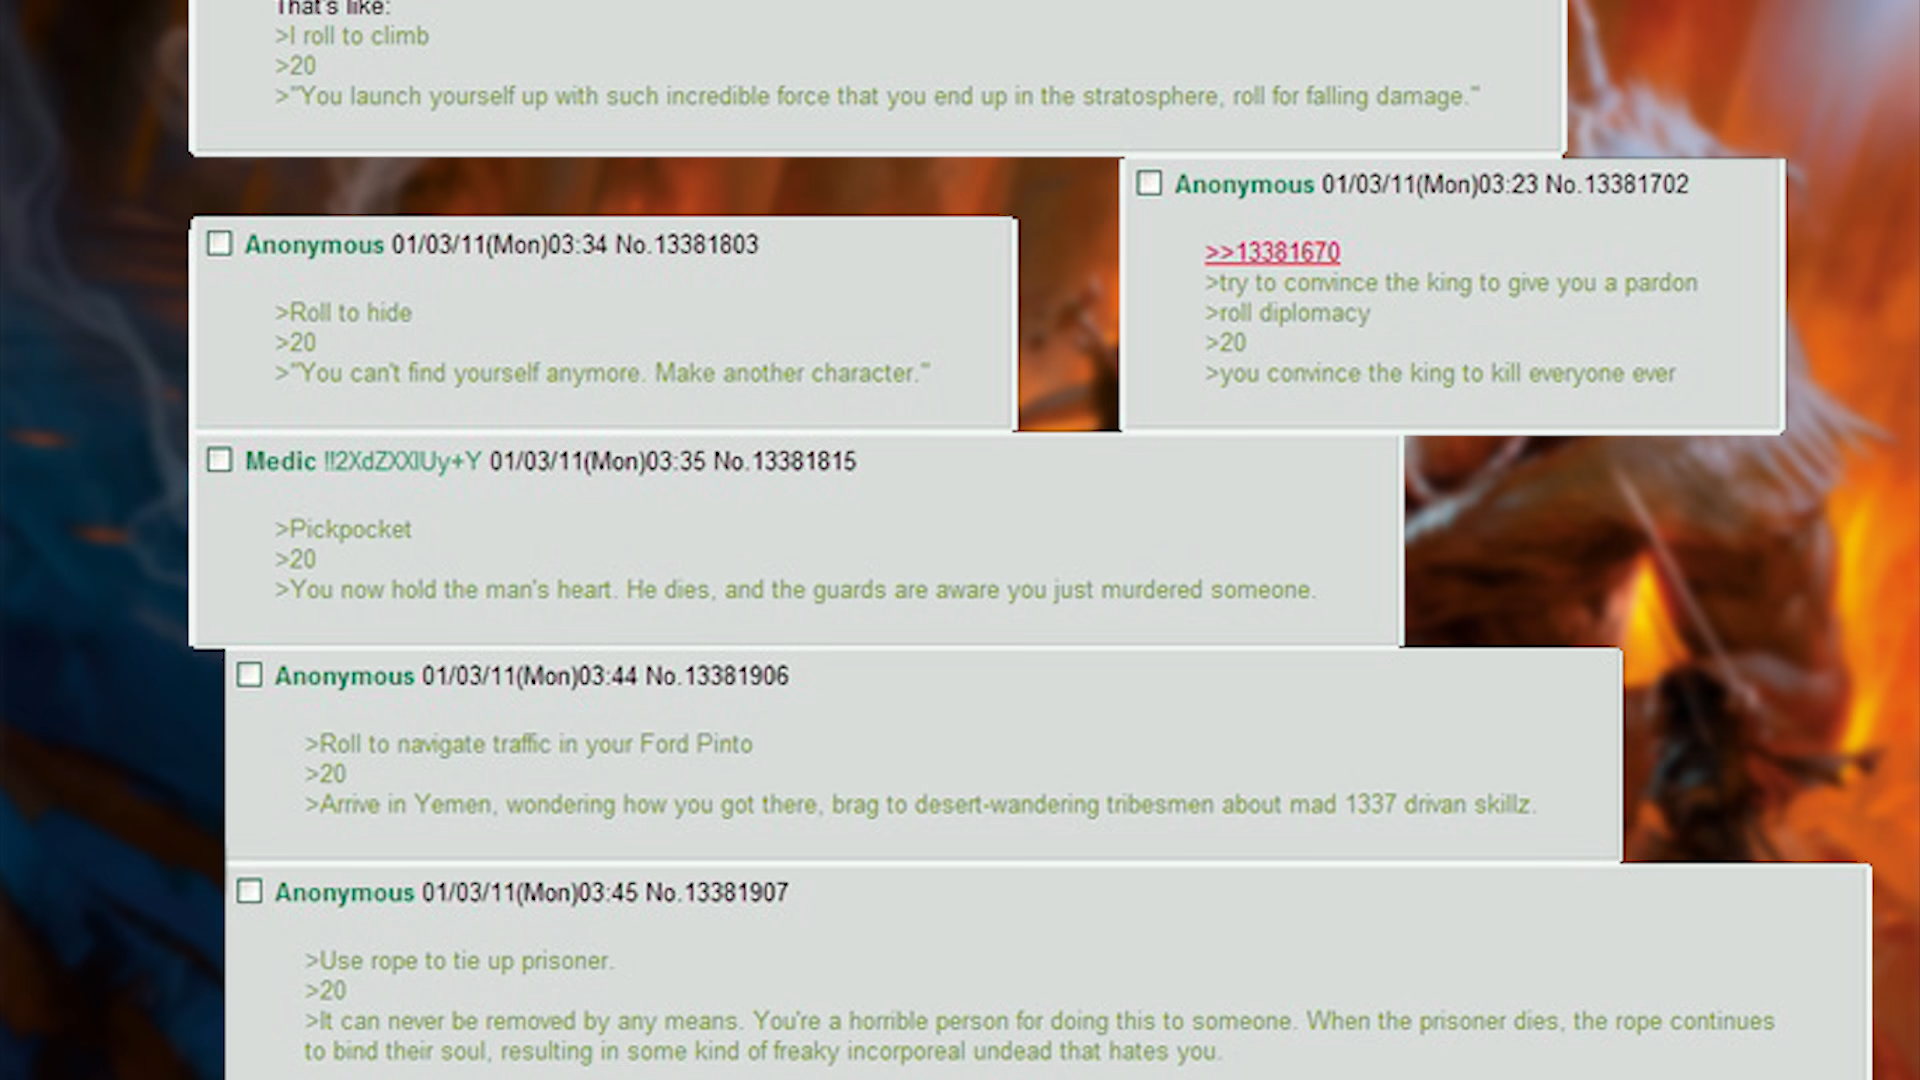 That's like:
>I roll to climb
>20
>"You launch yourself up with such incredible force that you end up in the stratosphere, roll for falling damage."
Anonymous 01/03/11(Mon)03:23 No.13381702
>>13381670
>try to convince the king to give you a pardon
>roll diplomacy
>20
>you convince the king to kill everyone ever
Anonymous 01/03/11(Mon)03:34 No.13381803
>Roll to hide
>20
>"You can't find yourself anymore. Make another character."
Medic !!2XdZXXIUy+Y 01/03/11(Mon)03:35 No.13381815
>Pickpocket
>20
>You now hold the man's heart. He dies, and the guards are aware you just murdered someone.
Anonymous 01/03/11(Mon)03:44 No.13381906
>Roll to navigate traffic in your Ford Pinto
>20
>Arrive in Yemen, wondering how you got there, brag to desert-wandering tribesmen about mad 1337 drivan skillz.
Anonymous 01/03/11(Mon)03:45 No.13381907
>Use rope to tie up prisoner.
>20
>It can never be removed by any means. You're a horrible person for doing this to someone. When the prisoner dies, the rope continues
to bind their soul, resulting in some kind of freaky incorporeal undead that hates you.